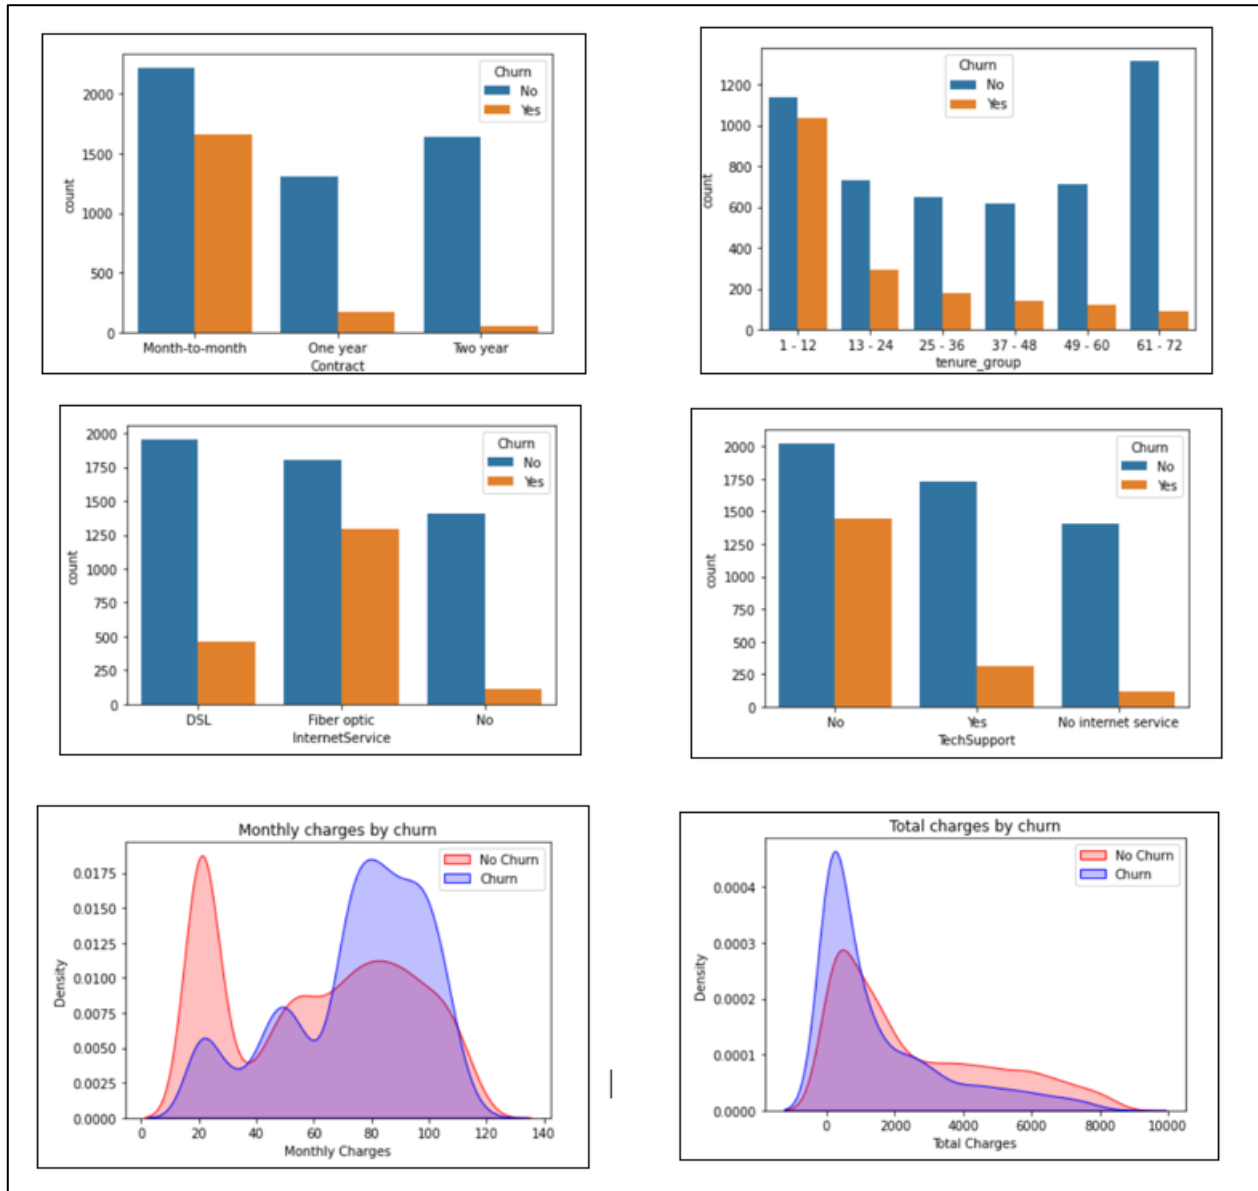 Churn
No
Yes
2000
1500
1000
500
0
count
Month-to-month One year Two year
Contract
Churn
No
Yes
1200
1000
800
600
400
200
0
count
1 - 12 13 - 24 25 - 36 37 - 48 49 - 60 61 - 72
tenure_group
Churn
No
Yes
2000
1750
1500
1250
1000
750
500
250
0
count
DSL Fiber optic No
InternetService
Churn
No
Yes
2000
1750
1500
1250
1000
750
500
250
0
count
No Yes No internet service
TechSupport
Monthly charges by churn
No Churn
Churn
0.0175
0.0150
0.0125
0.0100
0.0075
0.0050
0.0025
0.0000
Density
0 20 40 60 80 100 120 140
Monthly Charges
Total charges by churn
No Churn
Churn
0.0004
0.0003
0.0002
0.0001
0.0000
Density
0 2000 4000 6000 8000 10000
Total Charges